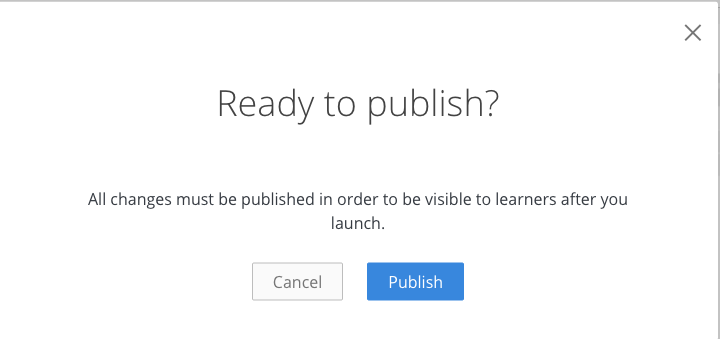 Ready to publish?
All changes must be published in order to be visible to learners after you
launch.
Cancel Publish